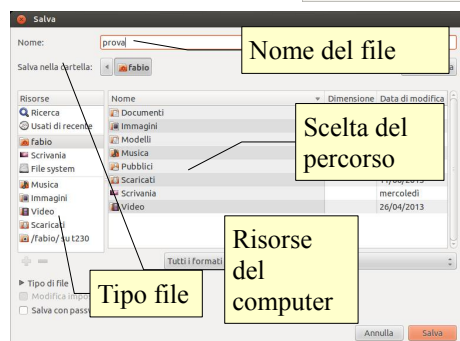 Salva
Nome: prova
Nome del file
Salva nella cartella: fabio
Risorse
Ricerca
Usati di recente
fabio
Scrivania
File system
Musica
Immagini
Video
Scaricati
/fabio/ su t230
Nome Dimensione Data di modifica
Documenti
Immagini
Modelli
Musica
Pubblici
Scaricati
Scrivania mercoledì
Video 26/04/2013
Scelta del
percorso
Risorse
del
computer
Tutti i formati
Tipo di file
Tipo file
Modifica
Salva con
Annulla Salva